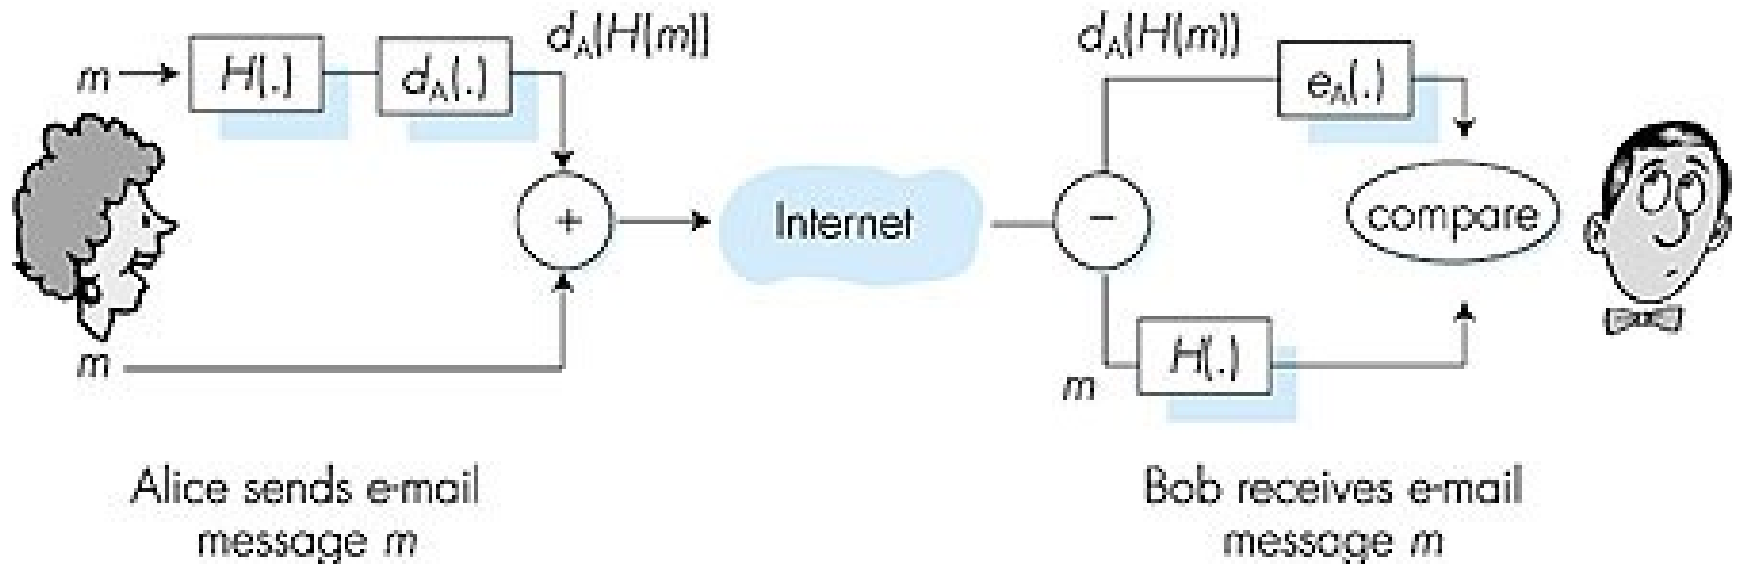 m
H(.)
d_A(.)
d_A(H(m))
+
m
Internet
−
d_A(H(m))
e_A(.)
compare
m
H(.)
Alice sends e-mail
message m
Bob receives e-mail
message m